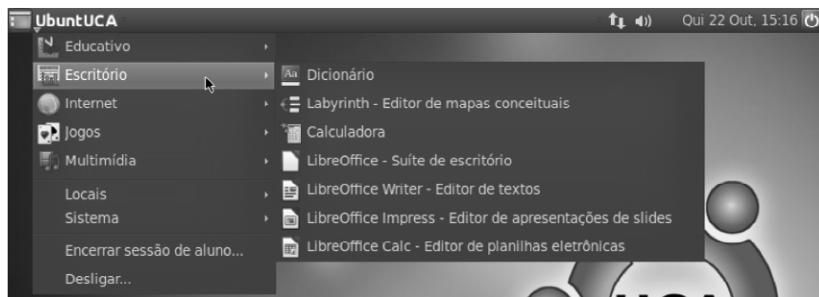 UbuntUCA
Qui 22 Out, 15:16
Educativo
Escritório
Internet
Jogos
Multimídia
Locais
Sistema
Encerrar sessão de aluno...
Desligar...
Aa Dicionário
Labyrinth - Editor de mapas conceituais
Calculadora
LibreOffice - Suíte de escritório
LibreOffice Writer - Editor de textos
LibreOffice Impress - Editor de apresentações de slides
LibreOffice Calc - Editor de planilhas eletrônicas